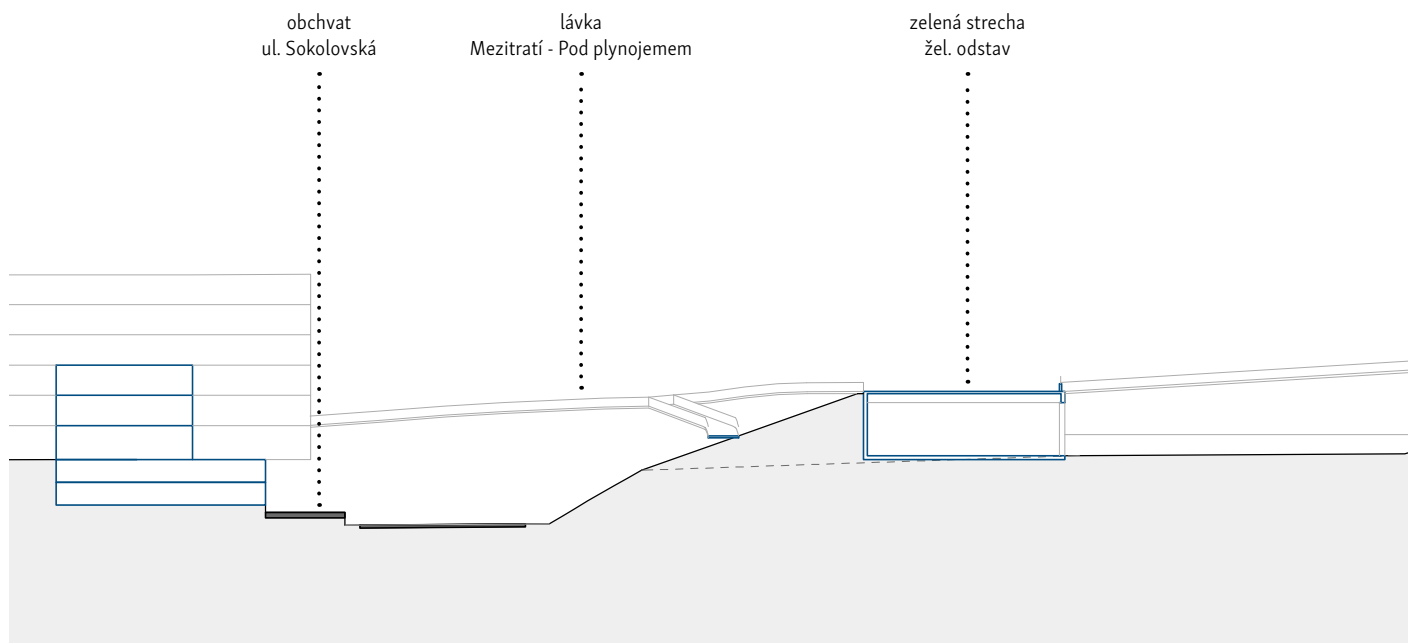 obchvat
ul. Sokolovská
lávka
Mezitratí - Pod plynojemem
zelená strecha
žel. odstav